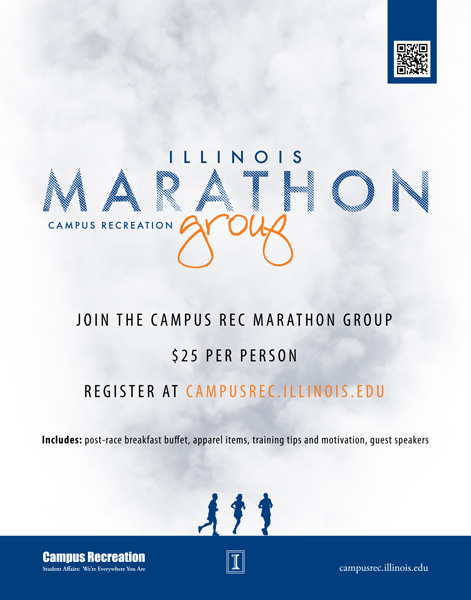 ILLINOIS
MARATHON
CAMPUS RECREATION group
JOIN THE CAMPUS REC MARATHON GROUP
$25 PER PERSON
REGISTER AT CAMPUSREC.ILLINOIS.EDU
Includes: post-race breakfast buffet, apparel items, training tips and motivation, guest speakers
Campus Recreation
Student Affairs: We're Everywhere You Are
I
campusrec.illinois.edu